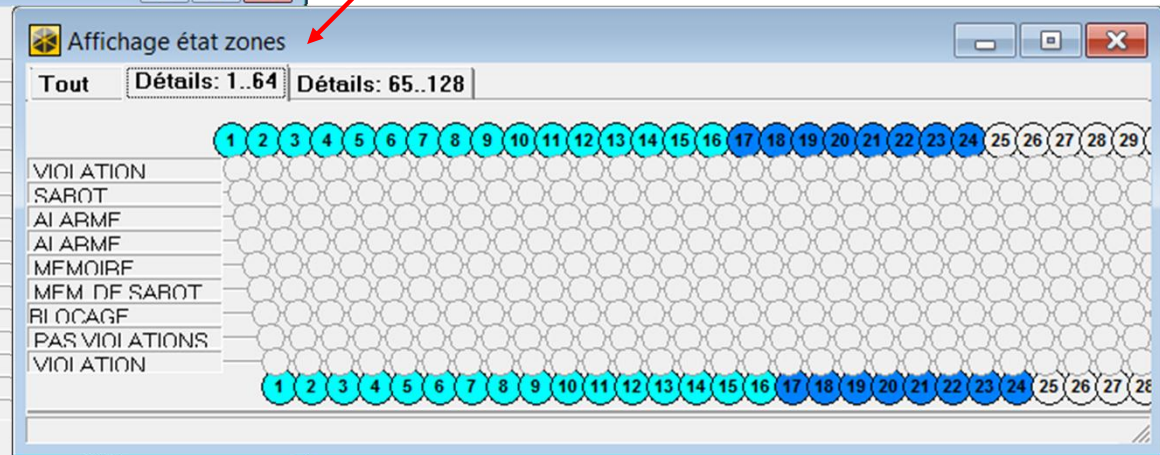 Affichage état zones
Tout Détails: 1..64 Détails: 65..128
1 2 3 4 5 6 7 8 9 10 11 12 13 14 15 16 17 18 19 20 21 22 23 24 25 26 27 28 29
VIOLATION
SABOT
ALARME
ALARME
MEMOIRE
MEM. DE SABOT
BLOCAGE
PAS VIOLATIONS
VIOLATION
1 2 3 4 5 6 7 8 9 10 11 12 13 14 15 16 17 18 19 20 21 22 23 24 25 26 27 28